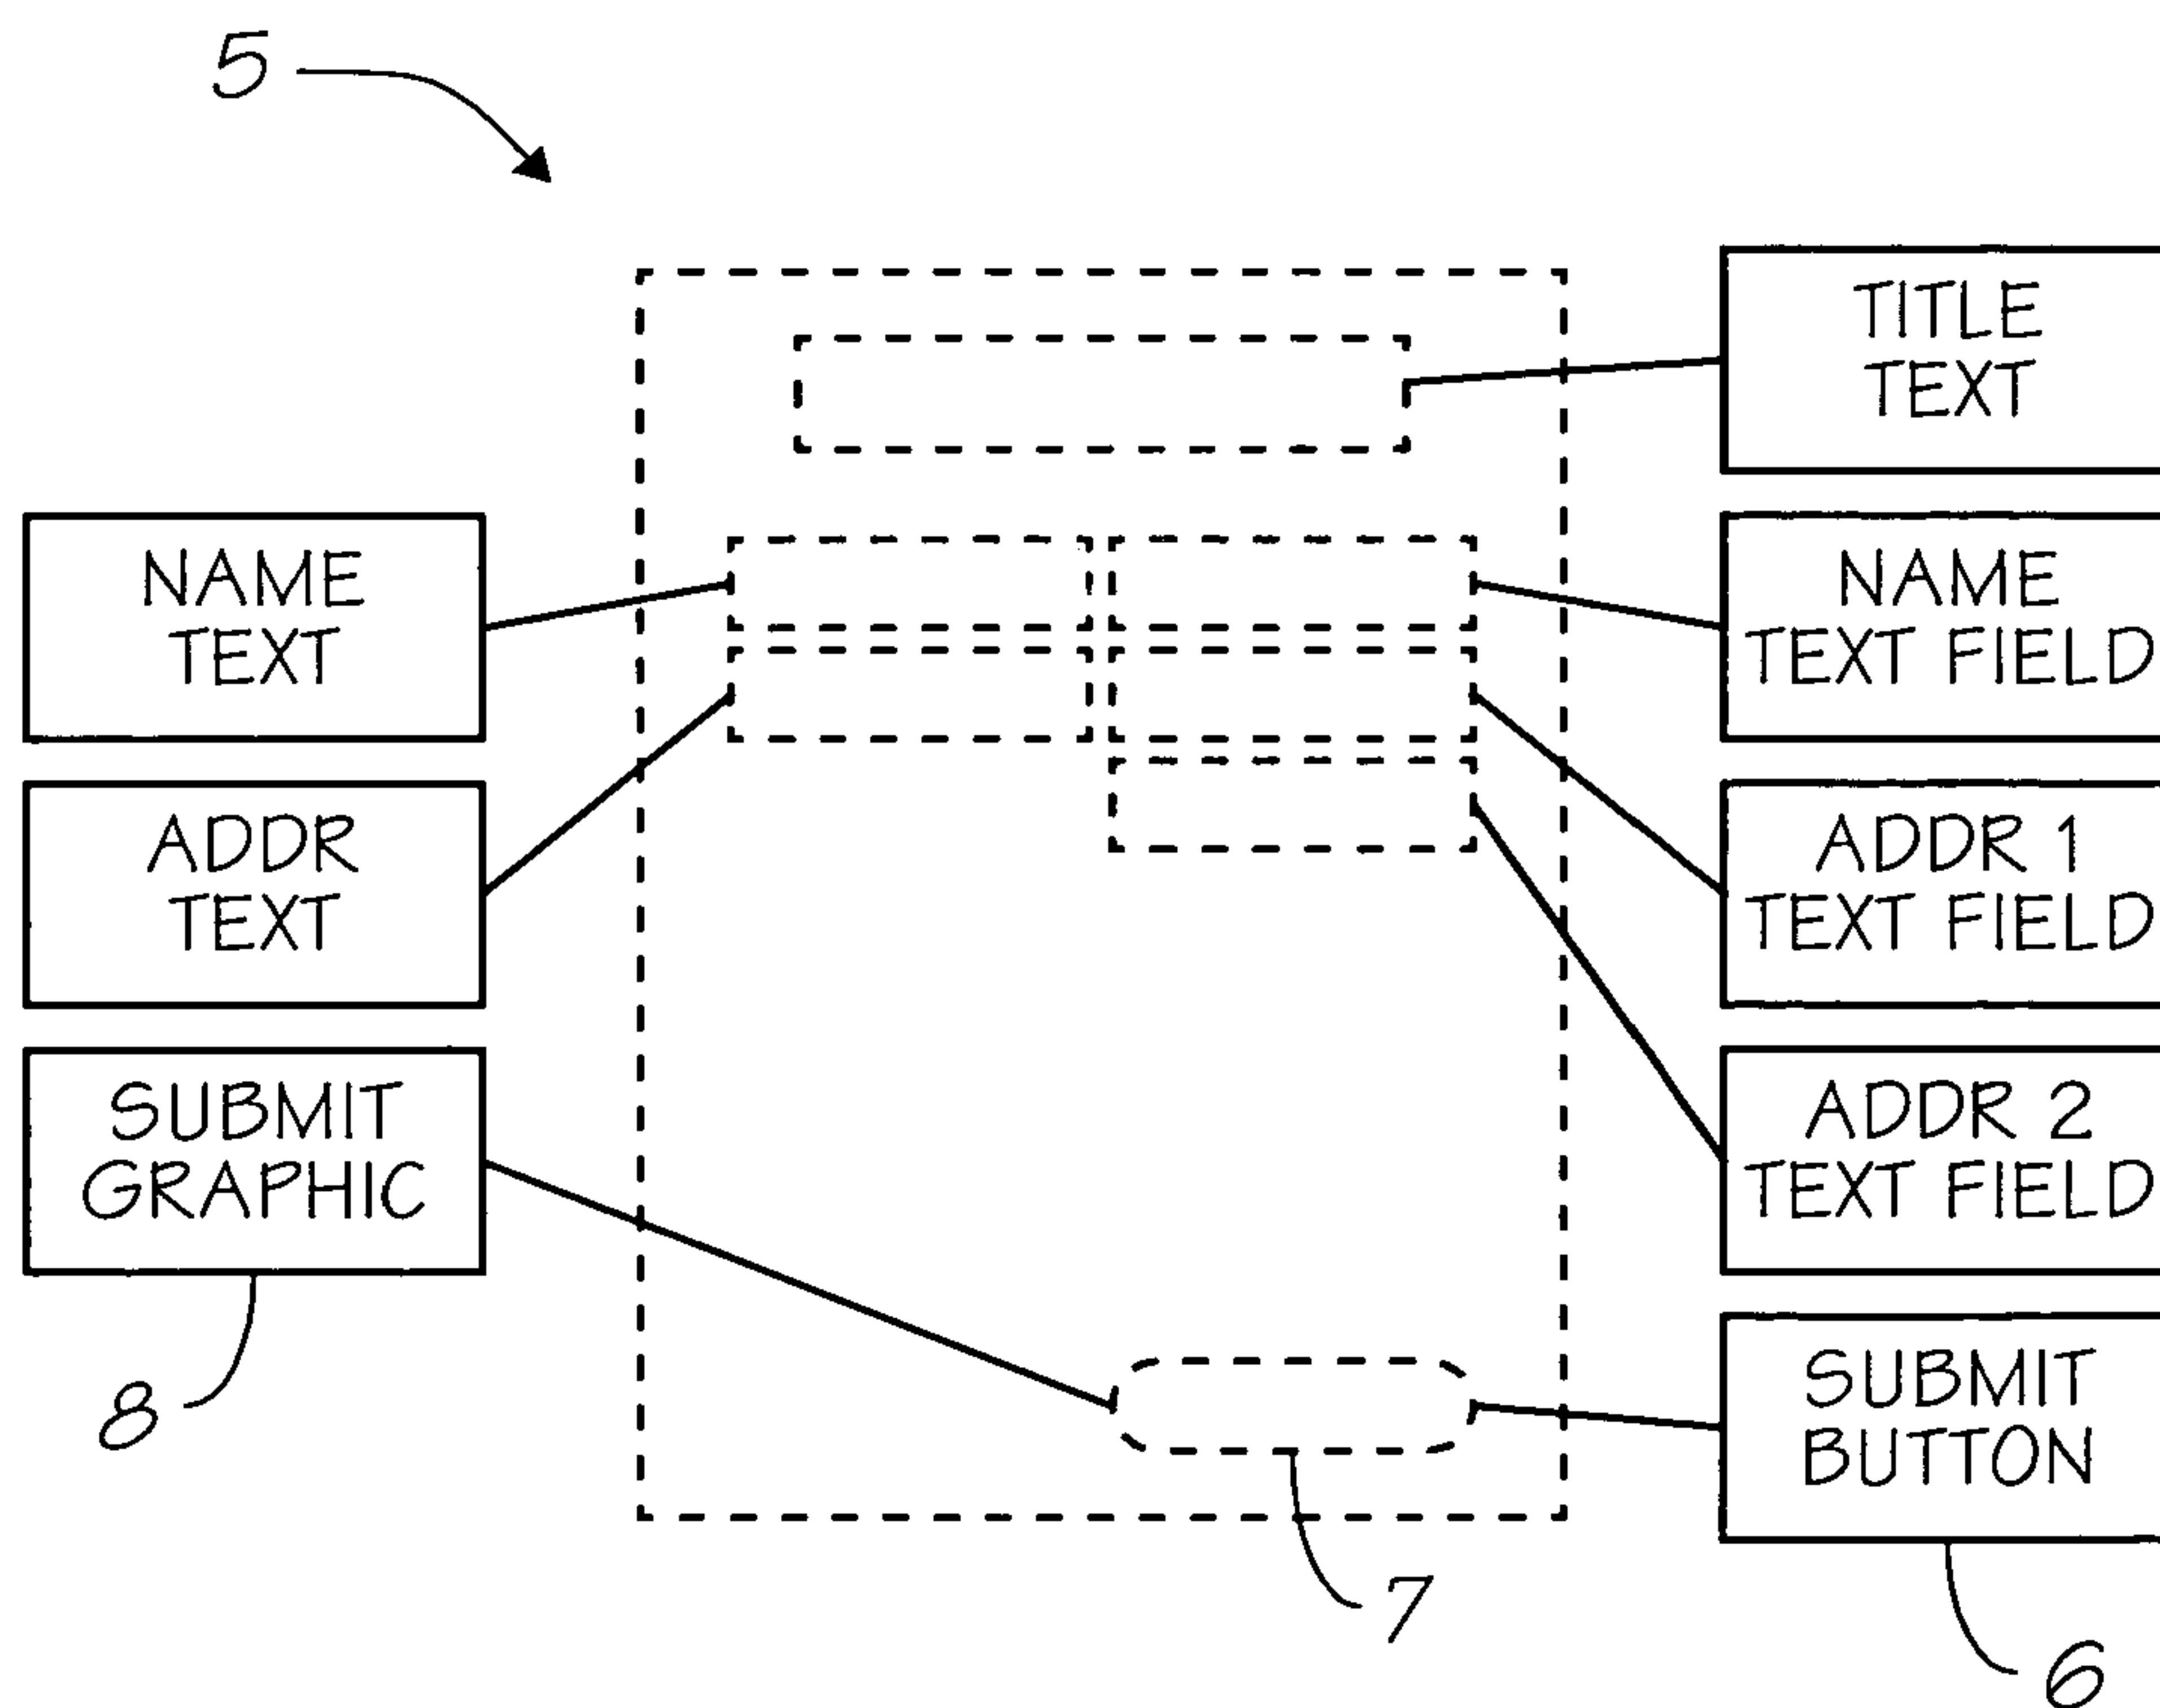 5
TITLE
TEXT
NAME
TEXT
NAME
TEXT FIELD
ADDR
TEXT
ADDR 1
TEXT FIELD
SUBMIT
GRAPHIC
ADDR 2
TEXT FIELD
8
SUBMIT
BUTTON
7
6